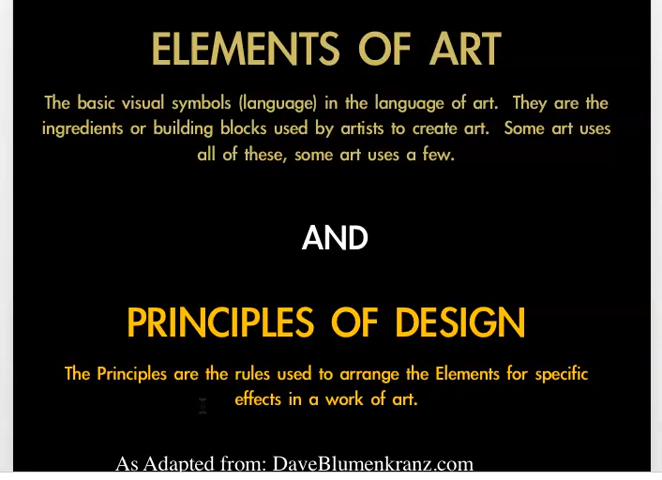 ELEMENTS OF ART
The basic visual symbols (language) in the language of art. They are the
ingredients or building blocks used by artists to create art. Some art uses
all of these, some art uses a few.
AND
PRINCIPLES OF DESIGN
The Principles are the rules used to arrange the Elements for specific
effects in a work of art.
As Adapted from: DaveBlumenkranz.com